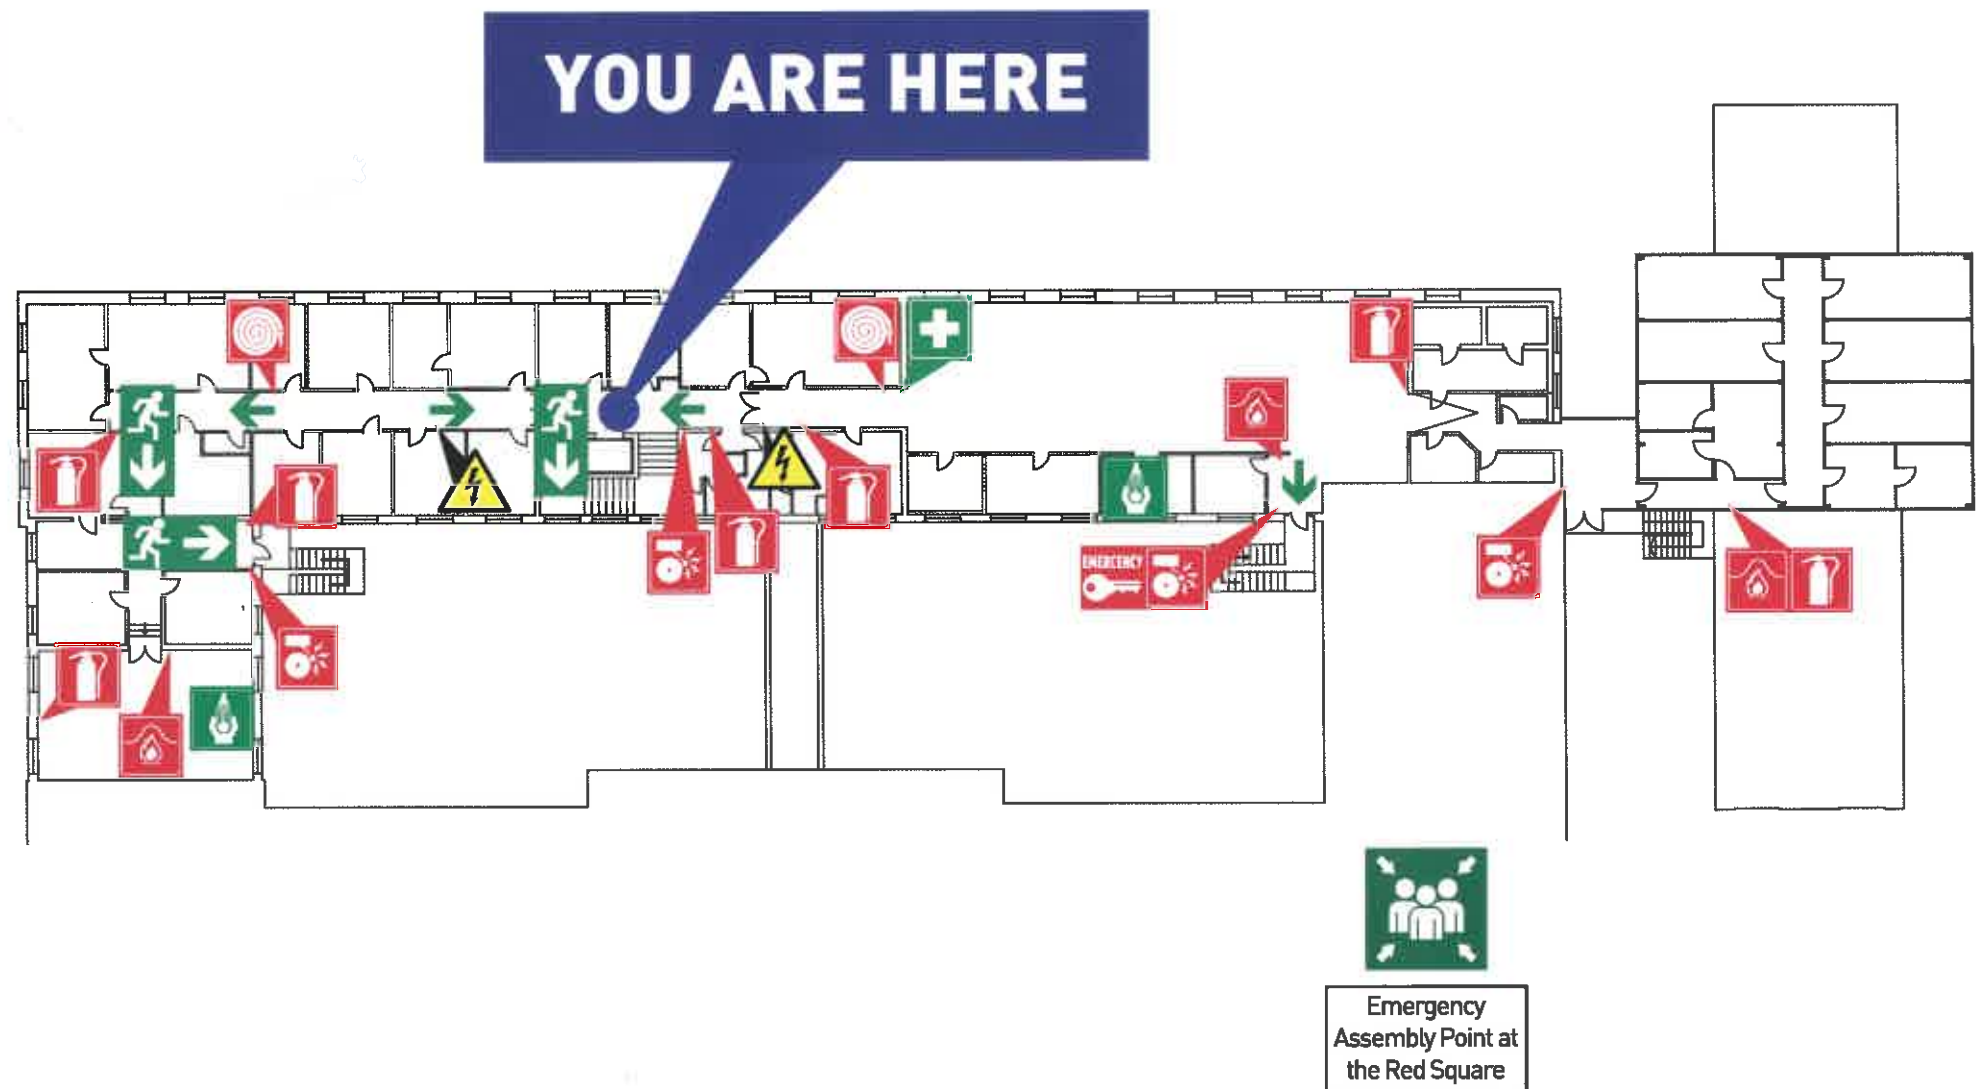 YOU ARE HERE
EMERGENCY
Emergency
Assembly Point at
the Red Square